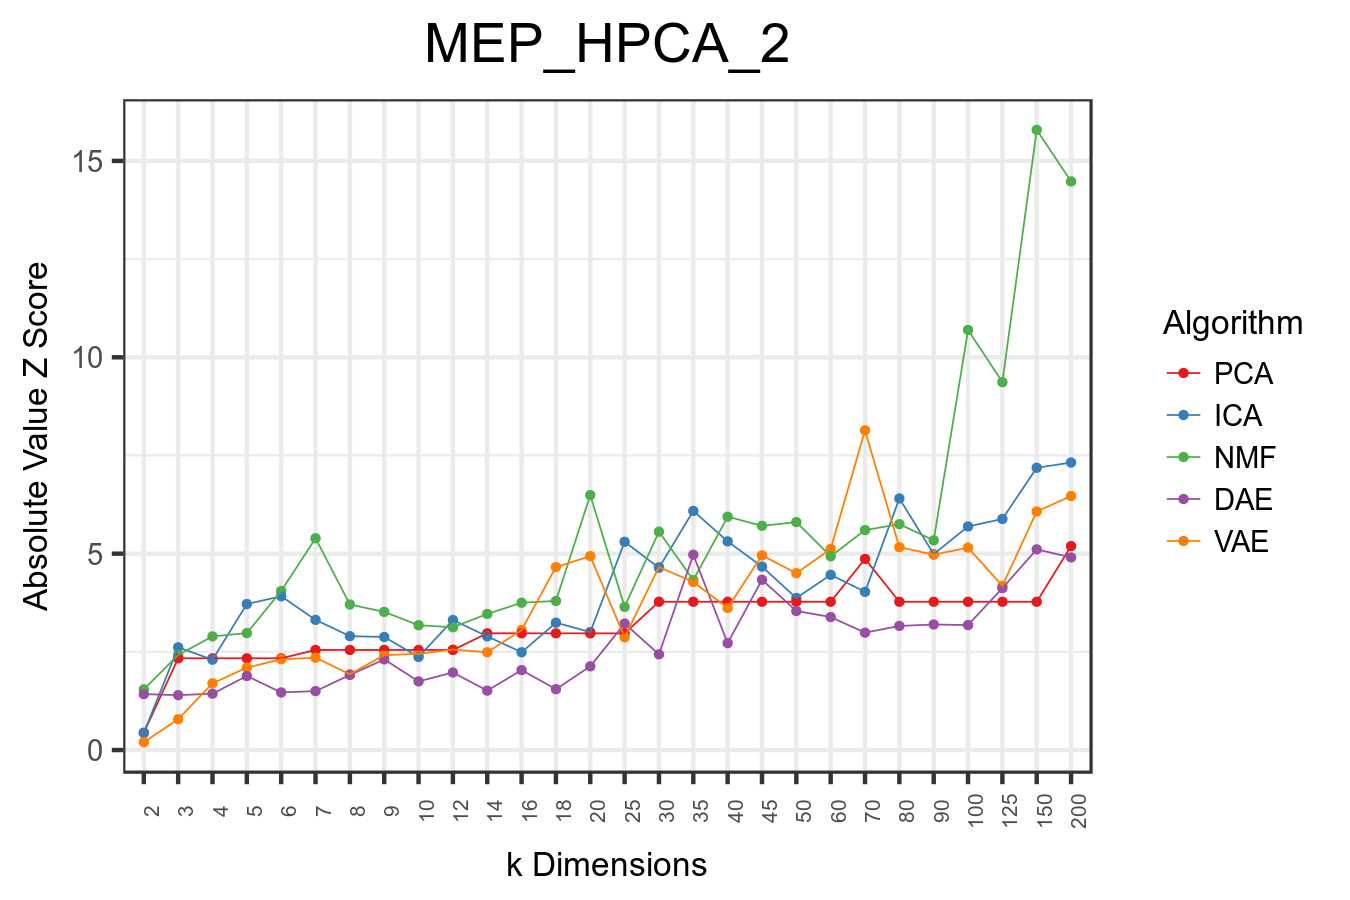 MEP_HPCA_2
Absolute Value Z Score
15
10
5
0
2 3 4 5 6 7 8 9 10 12 14 16 18 20 25 30 35 40 45 50 60 70 80 90 100 125 150 200
k Dimensions
Algorithm
PCA
ICA
NMF
DAE
VAE